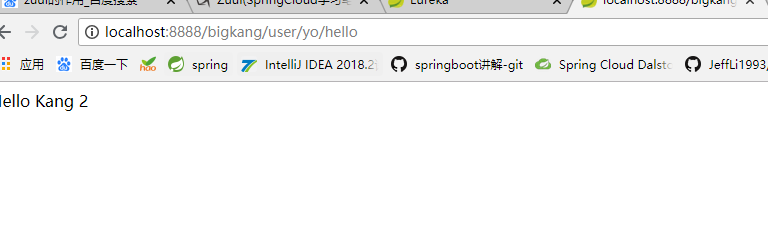 zuul的作用_百度搜索 Zuul(SpringCloud学习笔 Eureka localhost:8888/bigkang
localhost:8888/bigkang/user/yo/hello
应用 百度一下 hao spring IntelliJ IDEA 2018.2 springboot讲解-git Spring Cloud Dalsto JeffLi1993/
ello Kang 2